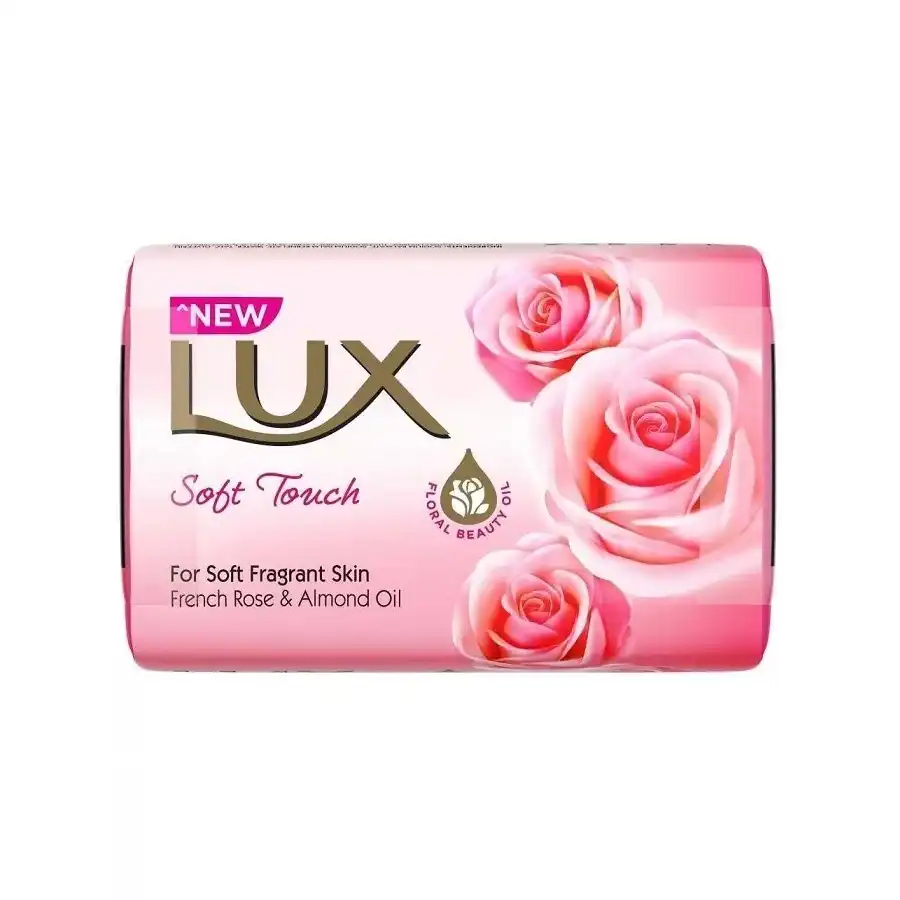 ^NEW
LUX
Soft Touch
FLORAL BEAUTY OIL
For Soft Fragrant Skin
French Rose & Almond Oil